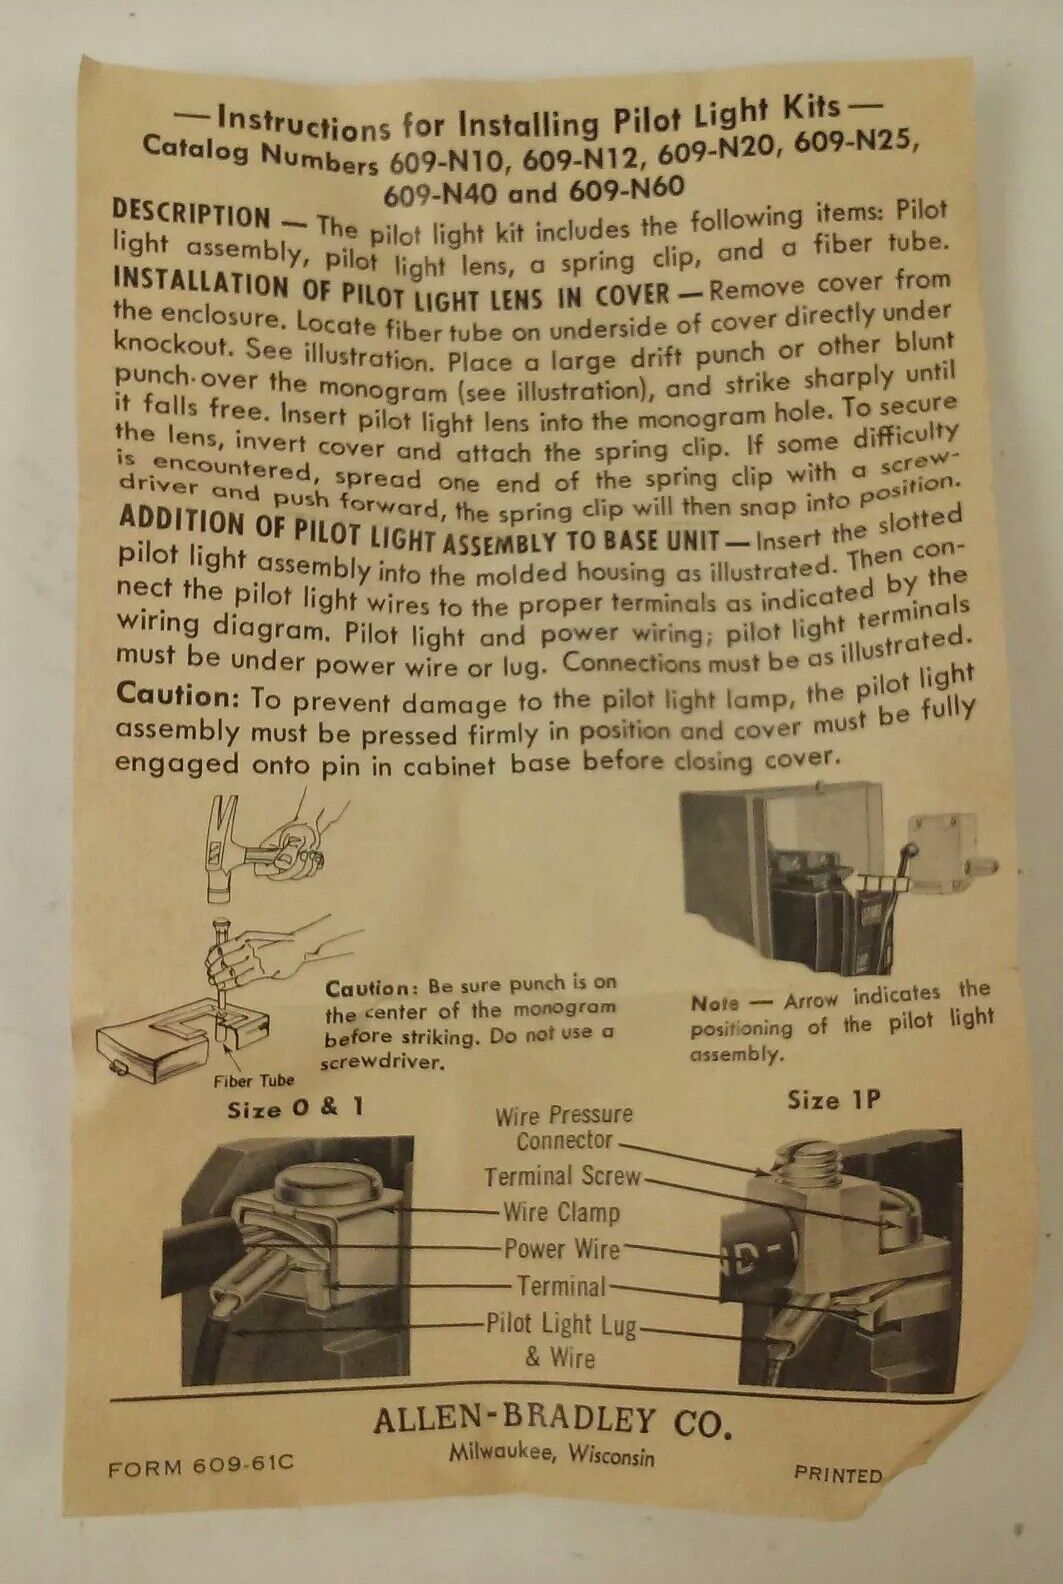 —Instructions for Installing Pilot Light Kits—
Catalog Numbers 609-N10, 609-N12, 609-N20, 609-N25,
609-N40 and 609-N60
DESCRIPTION — The pilot light kit includes the following items: Pilot
light assembly, pilot light lens, a spring clip, and a fiber tube.
INSTALLATION OF PILOT LIGHT LENS IN COVER — Remove cover from
the enclosure. Locate fiber tube on underside of cover directly under
knockout. See illustration. Place a large drift punch or other blunt
punch over the monogram (see illustration), and strike sharply until
it falls free. Insert pilot light lens into the monogram hole. To secure
the lens, invert cover and attach the spring clip. If some difficulty
is encountered, spread one end of the spring clip with a screw-
driver and push forward, the spring clip will then snap into position.
ADDITION OF PILOT LIGHT ASSEMBLY TO BASE UNIT — Insert the slotted
pilot light assembly into the molded housing as illustrated. Then con-
nect the pilot light wires to the proper terminals as indicated by the
wiring diagram. Pilot light and power wiring; pilot light terminals
must be under power wire or lug. Connections must be as illustrated.
Caution: To prevent damage to the pilot light lamp, the pilot light
assembly must be pressed firmly in position and cover must be fully
engaged onto pin in cabinet base before closing cover.
Caution: Be sure punch is on
the center of the monogram
before striking. Do not use a
screwdriver.
Fiber Tube
Note — Arrow indicates the
positioning of the pilot light
assembly.
Size 0 & 1
Size 1P
Wire Pressure
Connector
Terminal Screw
Wire Clamp
Power Wire
Terminal
Pilot Light Lug
& Wire
ALLEN-BRADLEY CO.
Milwaukee, Wisconsin
FORM 609-61C
PRINTED